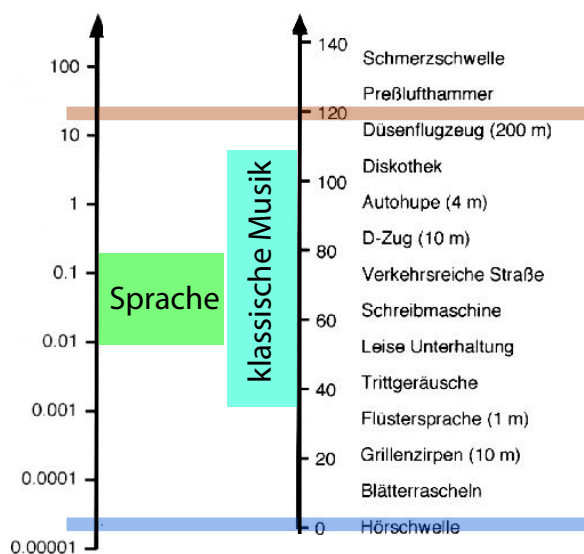 100
10
1
0.1
0.01
0.001
0.0001
0.00001
Sprache
klassische Musik
140
120
100
80
60
40
20
0
Schmerzschwelle
Preßlufthammer
Düsenflugzeug (200 m)
Diskothek
Autohupe (4 m)
D-Zug (10 m)
Verkehrsreiche Straße
Schreibmaschine
Leise Unterhaltung
Trittgeräusche
Flüstersprache (1 m)
Grillenzirpen (10 m)
Blätterrascheln
Hörschwelle